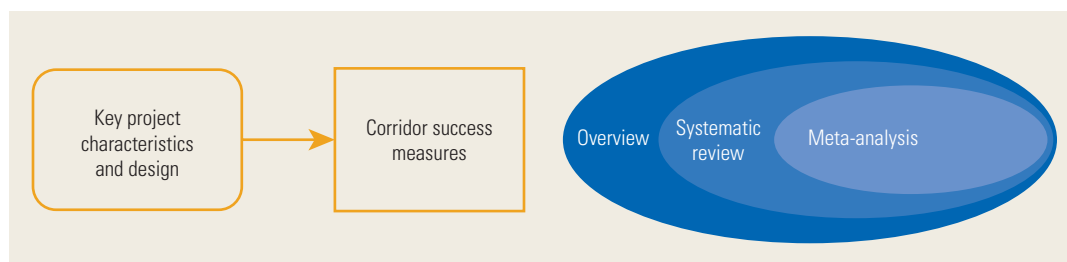 Key project
characteristics
and design
Corridor success
measures
Overview
Systematic
review
Meta-analysis